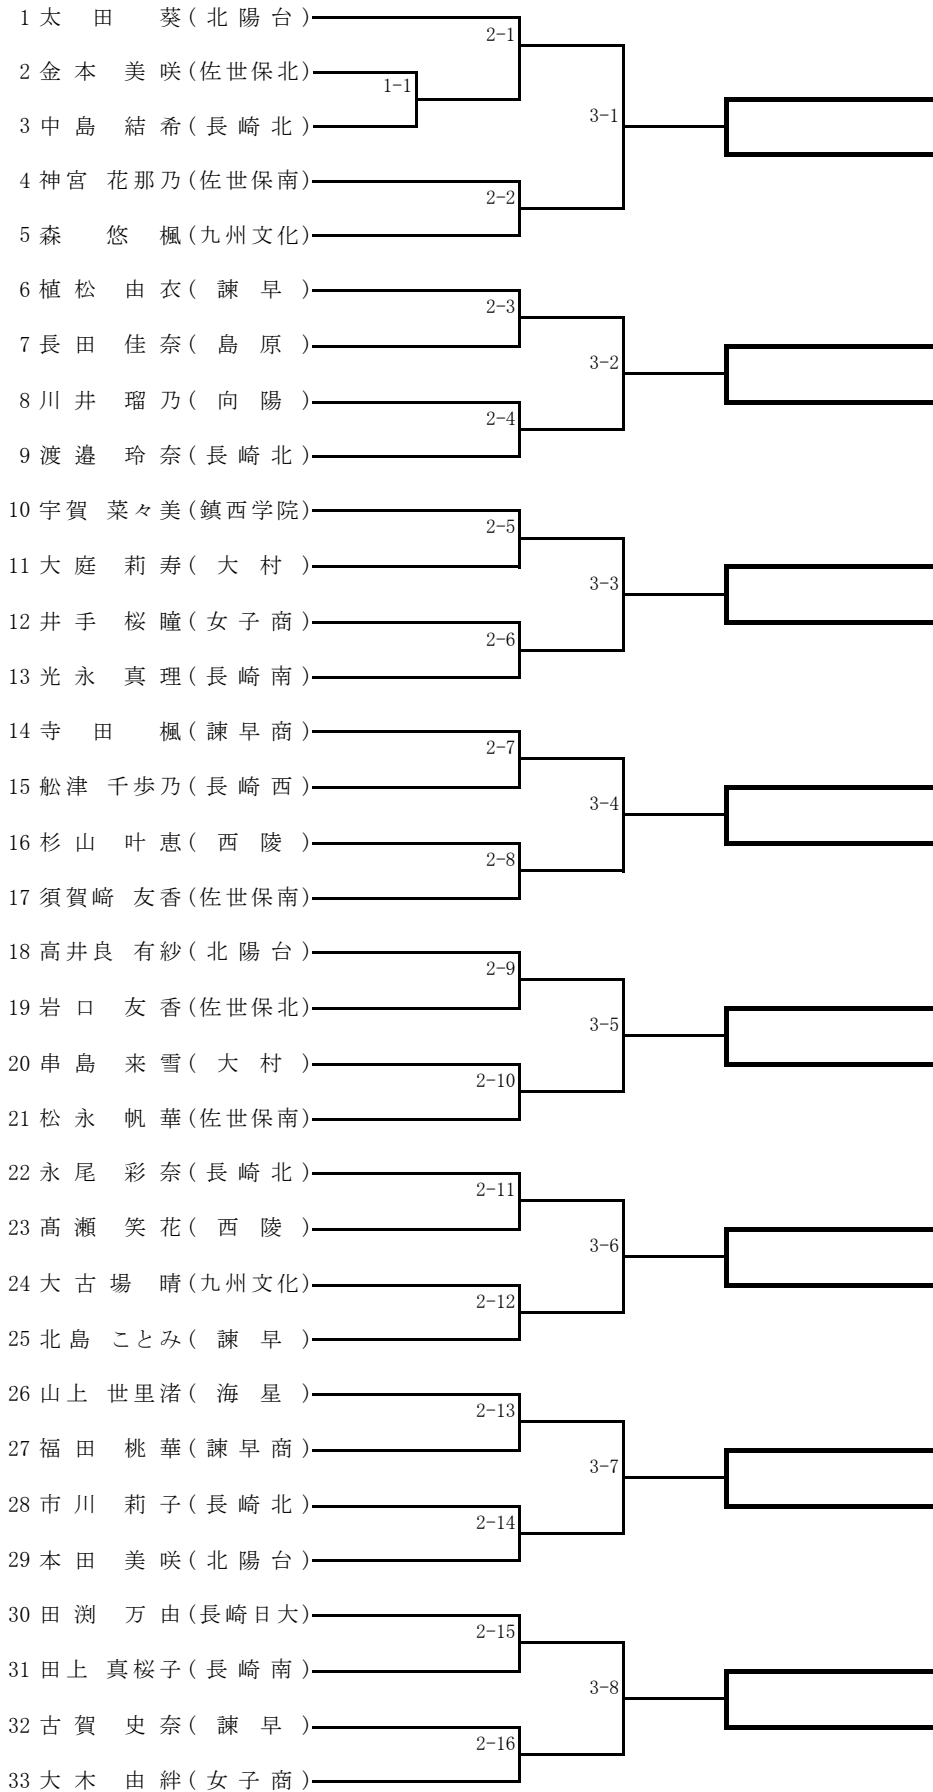 1 太 田 葵( 北 陽 台 )
2-1
2 金 本 美 咲(佐世保北)
1-1
3 中 島 結 希( 長 崎 北 )
3-1
4 神宮 花那乃(佐世保南)
2-2
5 森 悠 楓(九州文化)
6 植 松 由 衣( 諫 早 )
2-3
7 長 田 佳 奈( 島 原 )
3-2
8 川 井 瑠 乃( 向 陽 )
2-4
9 渡 邉 玲 奈( 長 崎 北 )
10 宇賀 菜々美(鎮西学院)
2-5
11 大 庭 莉 寿( 大 村 )
3-3
12 井 手 桜 瞳( 女 子 商 )
2-6
13 光 永 真 理( 長 崎 南 )
14 寺 田 楓( 諫 早 商 )
2-7
15 舩津 千歩乃( 長 崎 西 )
3-4
16 杉 山 叶 恵( 西 陵 )
2-8
17 須賀﨑 友香(佐世保南)
18 高井良 有紗( 北 陽 台 )
2-9
19 岩 口 友 香(佐世保北)
3-5
20 串 島 来 雪( 大 村 )
2-10
21 松 永 帆 華(佐世保南)
22 永 尾 彩 奈( 長 崎 北 )
2-11
23 髙 瀬 笑 花( 西 陵 )
3-6
24 大 古 場 晴(九州文化)
2-12
25 北 島 ことみ( 諫 早 )
26 山上 世里渚( 海 星 )
2-13
27 福 田 桃 華( 諫 早 商 )
3-7
28 市 川 莉 子( 長 崎 北 )
2-14
29 本 田 美 咲( 北 陽 台 )
30 田 渕 万 由(長崎日大)
2-15
31 田上 真桜子( 長 崎 南 )
3-8
32 古 賀 史 奈( 諫 早 )
2-16
33 大 木 由 絆( 女 子 商 )